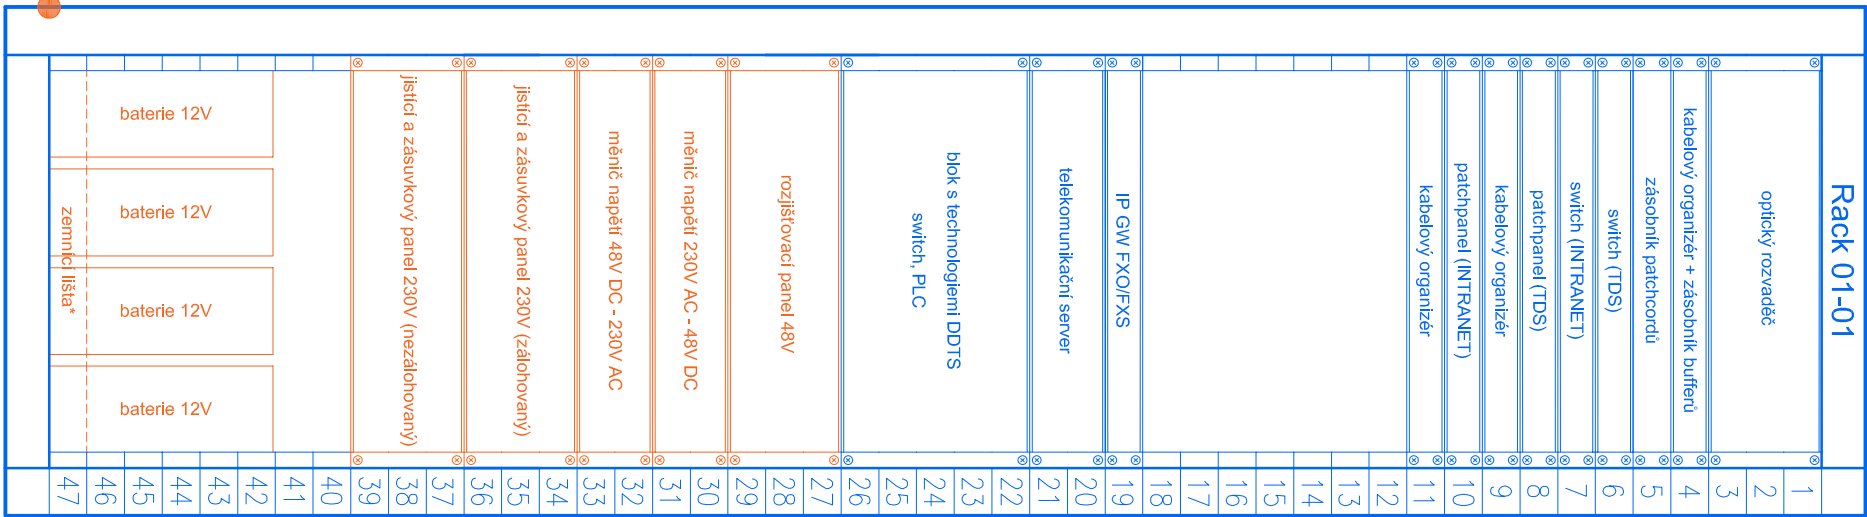 Rack 01-01
1
2
3
4
5
6
7
8
9
10
11
12
13
14
15
16
17
18
19
20
21
22
23
24
25
26
27
28
29
30
31
32
33
34
35
36
37
38
39
40
41
42
43
44
45
46
47
optický rozvaděč
kabelový organizér + zásobník bufferů
zásobník patchcordů
switch (TDS)
switch (INTRANET)
patchpanel (TDS)
kabelový organizér
patchpanel (INTRANET)
kabelový organizér
IP GW FXO/FXS
telekomunikační server
blok s technologiemi DDTS
switch, PLC
rozjišťovací panel 48V
měnič napětí 230V AC - 48V DC
měnič napětí 48V DC - 230V AC
jistící a zásuvkový panel 230V (zálohovaný)
jistící a zásuvkový panel 230V (nezálohovaný)
baterie 12V
baterie 12V
baterie 12V
baterie 12V
zemnící lišta*